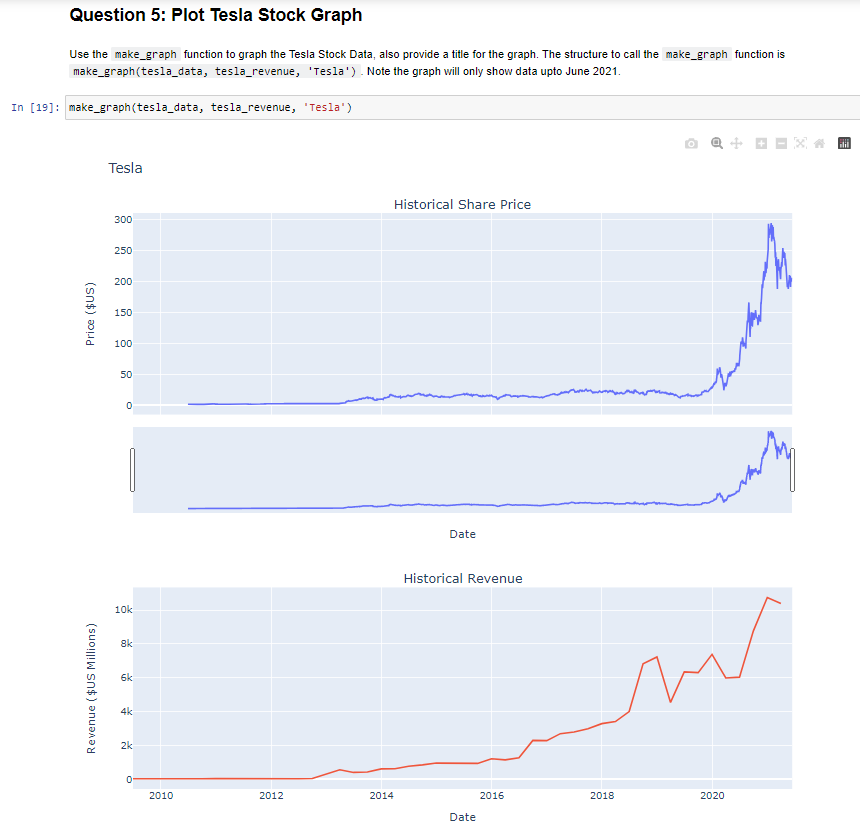 Question 5: Plot Tesla Stock Graph
Use the make_graph function to graph the Tesla Stock Data, also provide a title for the graph. The structure to call the make_graph function is
make_graph(tesla_data, tesla_revenue, 'Tesla') . Note the graph will only show data upto June 2021.
In [19]: make_graph(tesla_data, tesla_revenue, 'Tesla')
Tesla
Historical Share Price
300
250
200
150
100
50
0
Price ($US)
Date
Historical Revenue
10k
8k
6k
4k
2k
0
Revenue ($US Millions)
2010 2012 2014 2016 2018 2020
Date